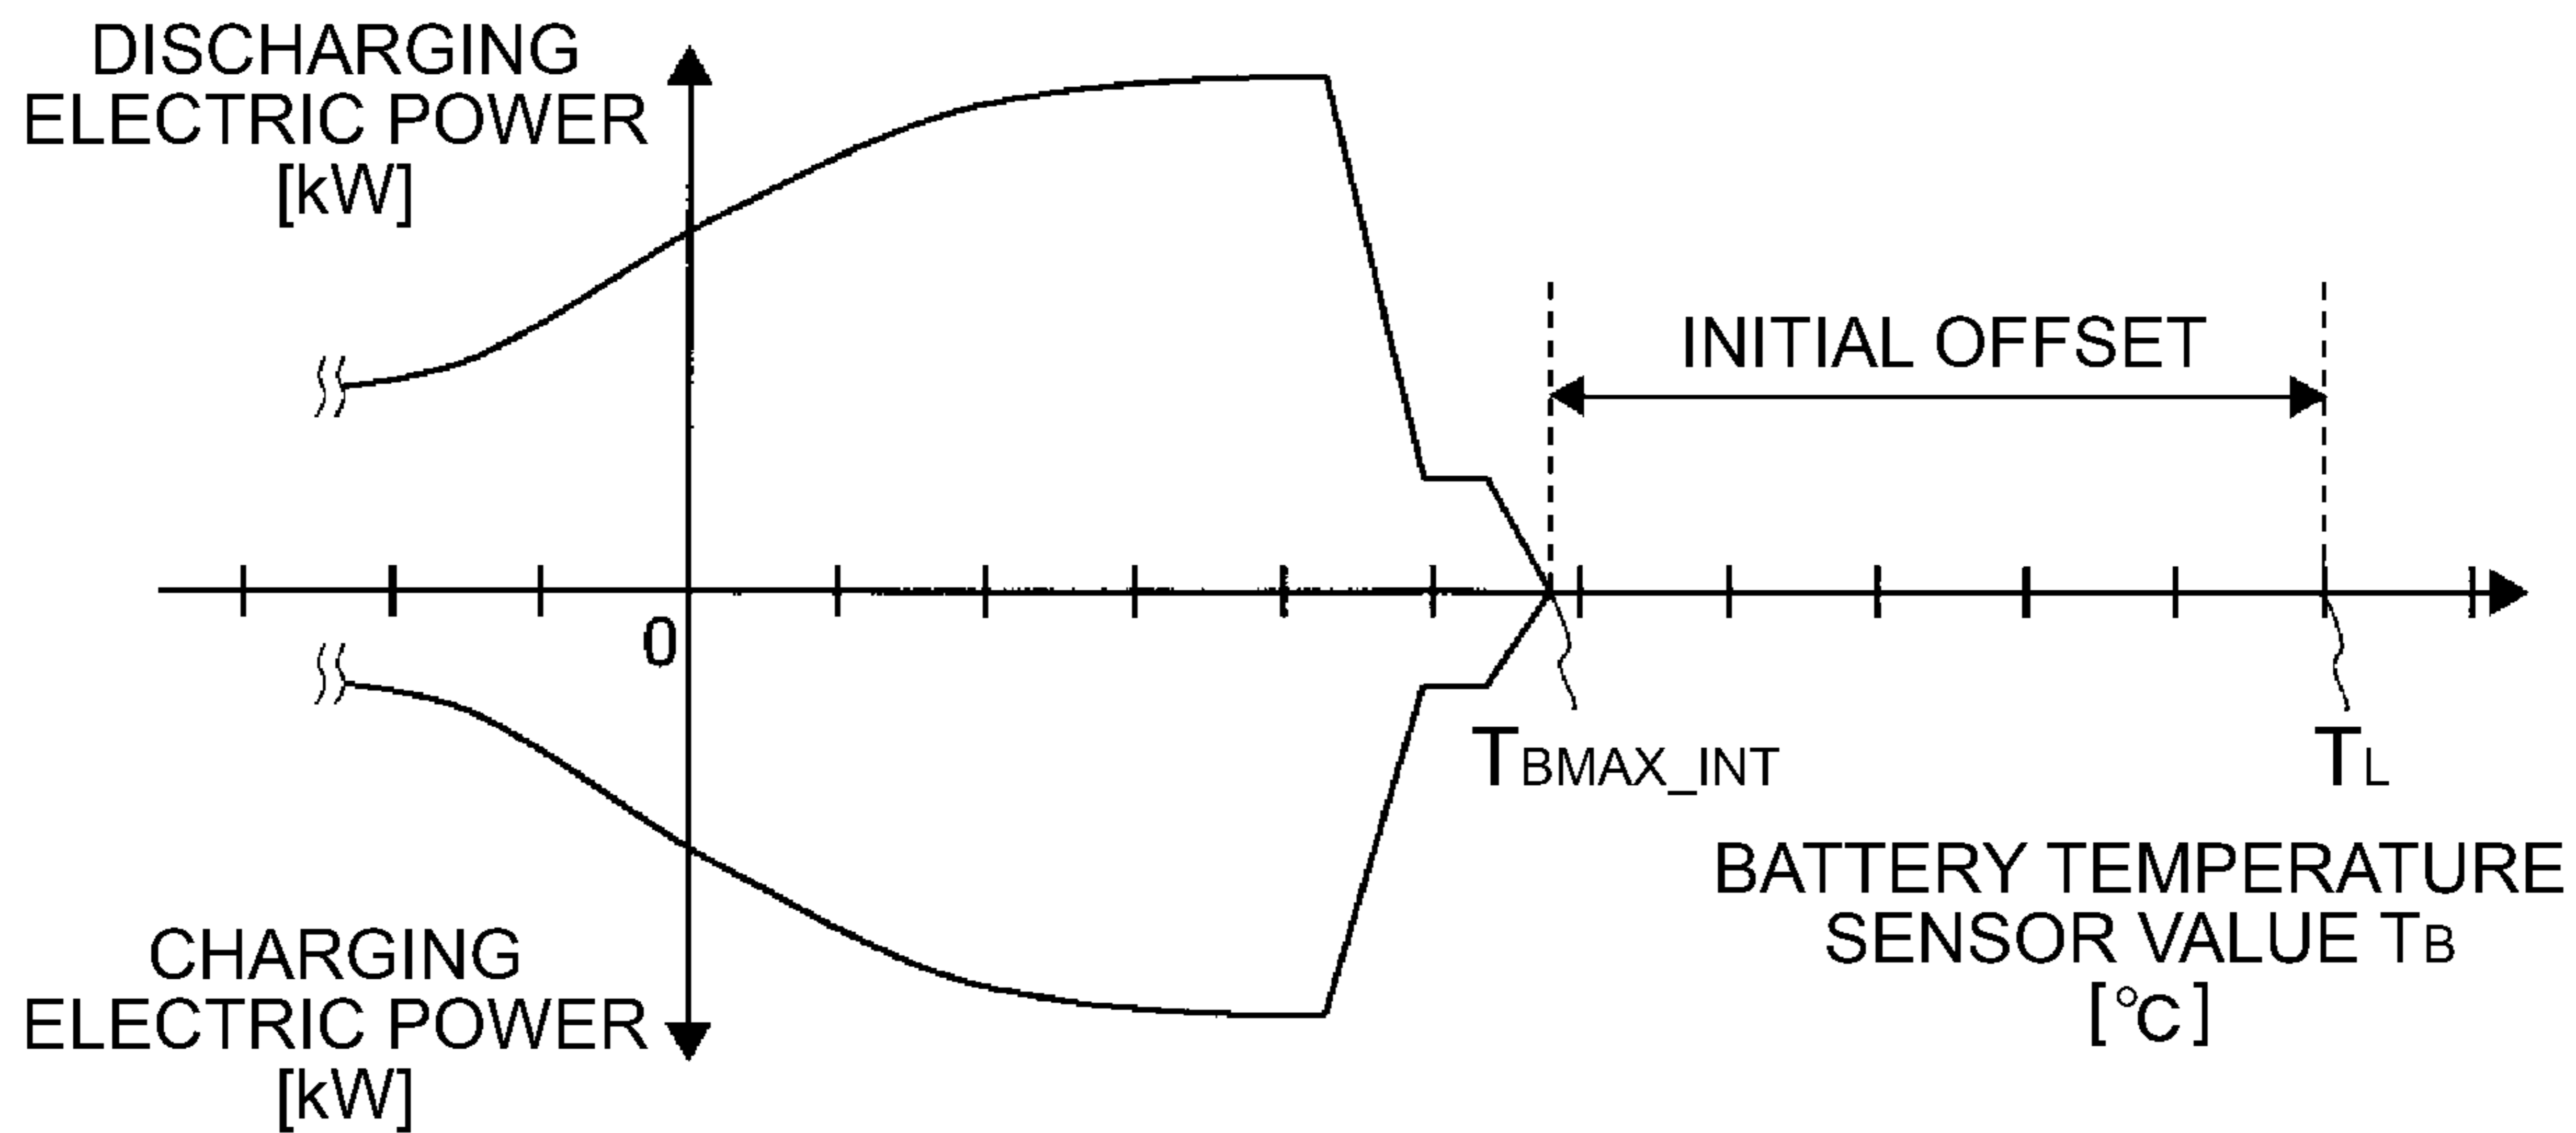 DISCHARGING
ELECTRIC POWER
[kW]
INITIAL OFFSET
0
TBMAX_INT
TL
BATTERY TEMPERATURE
SENSOR VALUE TB
[°C]
CHARGING
ELECTRIC POWER
[kW]